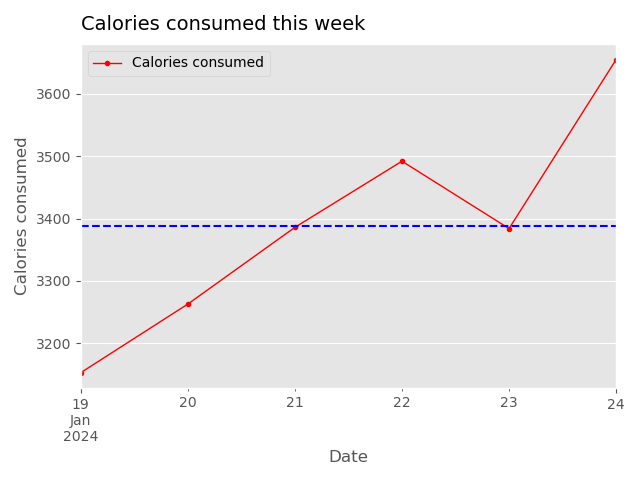 Calories consumed this week
Calories consumed
3600
3500
3400
3300
3200
Calories consumed
19
Jan
2024
20
21
22
23
24
Date